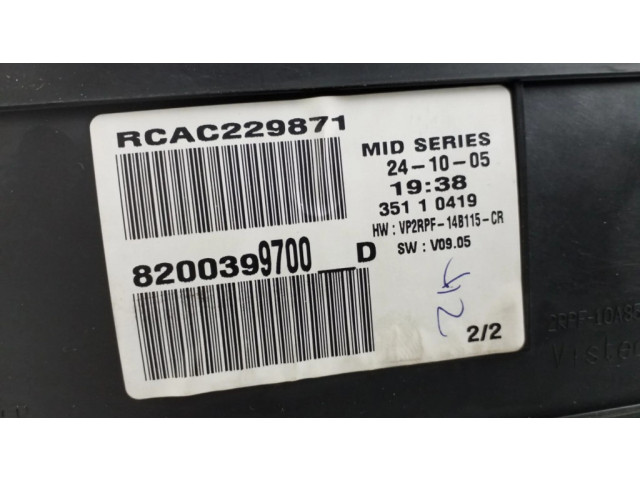 RCAC229871
MID SERIES
24-10-05
19:38
351 1 0419
HW : VP2RPF-14B115-CR
SW : V09.05
8200399700__D
2/2